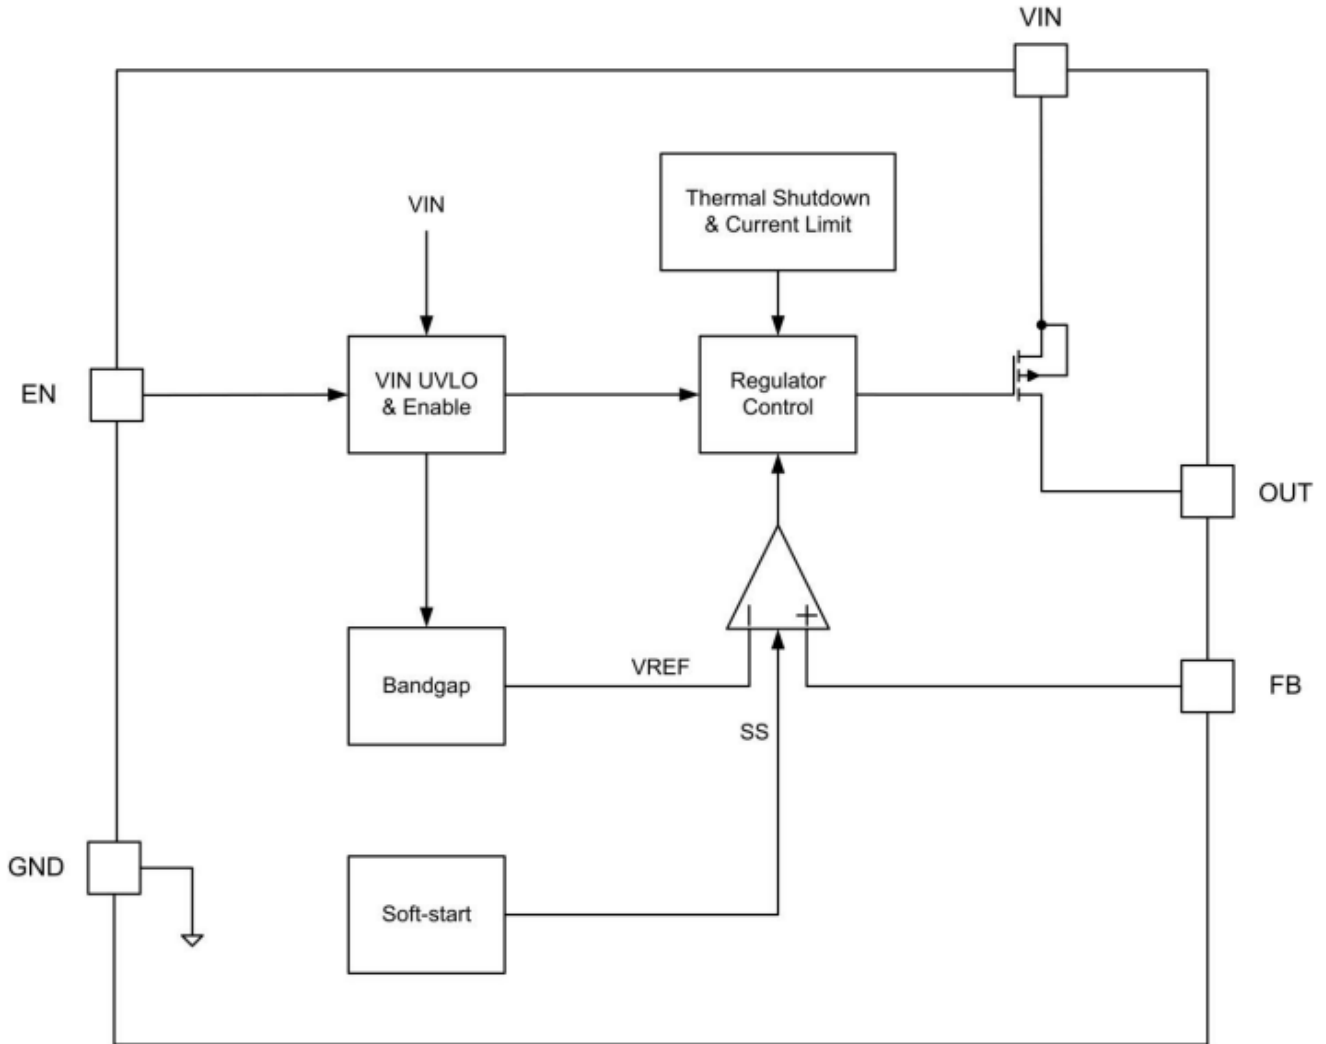 VIN
Thermal Shutdown
& Current Limit
VIN
EN
VIN UVLO
& Enable
Regulator
Control
OUT
Bandgap
VREF
FB
SS
GND
Soft-start